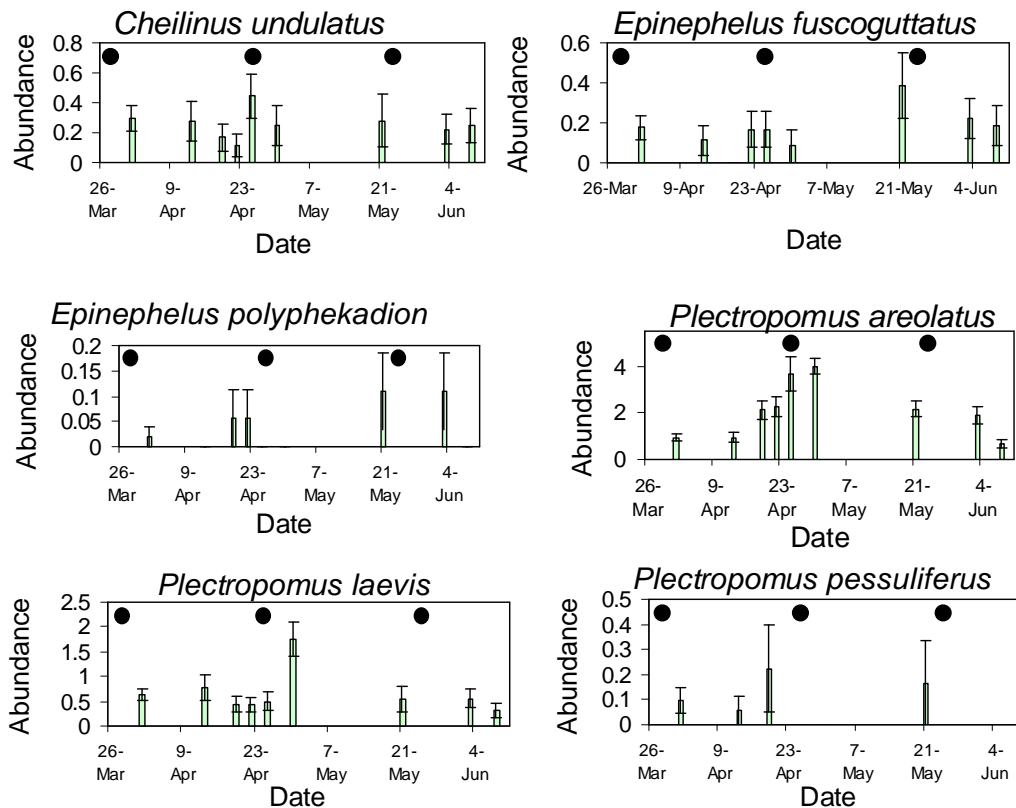 Cheilinus undulatus
Abundance
0.8
0.6
0.4
0.2
0
26- 9- 23- 7- 21- 4-
Mar Apr Apr May May Jun
Date
Epinephelus fuscoguttatus
Abundance
0.6
0.4
0.2
0
26-Mar 9-Apr 23-Apr 7-May 21-May 4-Jun
Date
Epinephelus polyphekadion
Abundance
0.2
0.15
0.1
0.05
0
26- 9- 23- 7- 21- 4-
Mar Apr Apr May May Jun
Date
Plectropomus areolatus
Abundance
4
2
0
26- 9- 23- 7- 21- 4-
Mar Apr Apr May May Jun
Date
Plectropomus laevis
Abundance
2.5
2
1.5
1
0.5
0
26- 9- 23- 7- 21- 4-
Mar Apr Apr May May Jun
Date
Plectropomus pessuliferus
Abundance
0.5
0.4
0.3
0.2
0.1
0
26- 9- 23- 7- 21- 4-
Mar Apr Apr May May Jun
Date